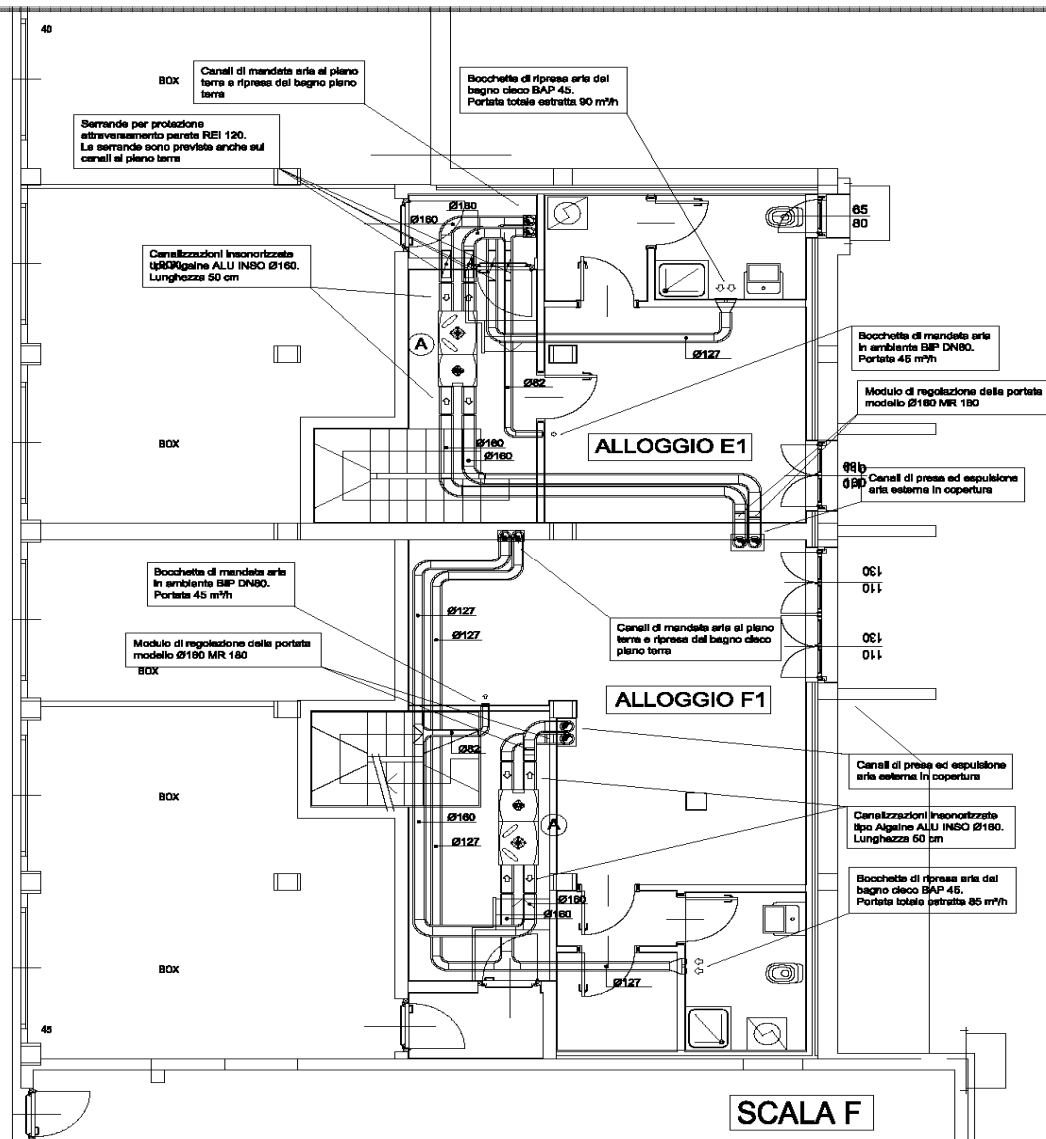 40
BOX
Canali di mandata aria al piano
terra e ripresa dal bagno piano
terra
Bocchette di ripresa aria dal
bagno cieco BAP 45.
Portata totale estratta 90 m³/h
Serrande per protezione
attraversamento parete REI 120.
Le serrande sono previste anche sui
canali al piano terra
Ø160
Ø160
65
80
Canalizzazioni insonorizzate
tipo Algaine ALU INSO Ø160.
Lunghezza 50 cm
BOX
A
Ø127
Bocchetta di mandata aria
in ambiente BIP DN80.
Portata 45 m³/h
Ø82
Modulo di regolazione della portata
modello Ø160 MR 180
BOX
Ø160
Ø160
ALLOGGIO E1
Canali di presa ed espulsione
aria esterna in copertura
Bocchetta di mandata aria
in ambiente BIP DN80.
Portata 45 m³/h
130
110
Ø127
Ø127
Canali di mandata aria al piano
terra e ripresa dal bagno cieco
piano terra
130
110
Modulo di regolazione della portata
modello Ø160 MR 180
BOX
ALLOGGIO F1
Ø82
Canali di presa ed espulsione
aria esterna in copertura
BOX
Ø160
A
Canalizzazioni insonorizzate
tipo Algaine ALU INSO Ø160.
Lunghezza 50 cm
Ø127
Bocchette di ripresa aria dal
bagno cieco BAP 45.
Portata totale estratta 85 m³/h
Ø160
Ø160
BOX
Ø127
45
SCALA F